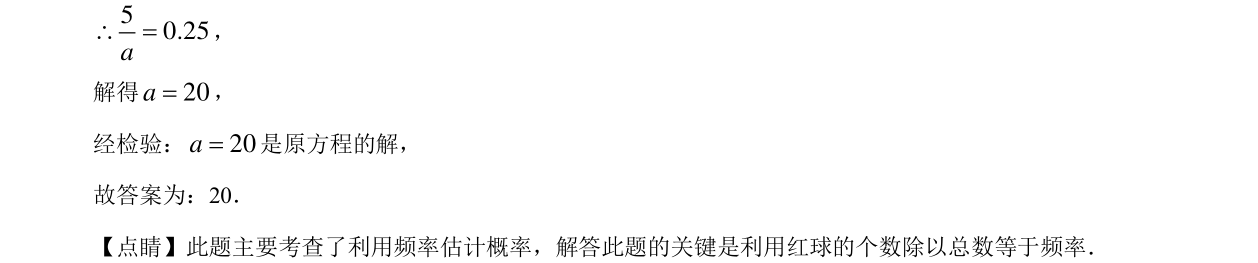 ∴5/a=0.25，
解得a=20，
经检验：a=20是原方程的解，
故答案为：20．
【点睛】此题主要考查了利用频率估计概率，解答此题的关键是利用红球的个数除以总数等于频率．